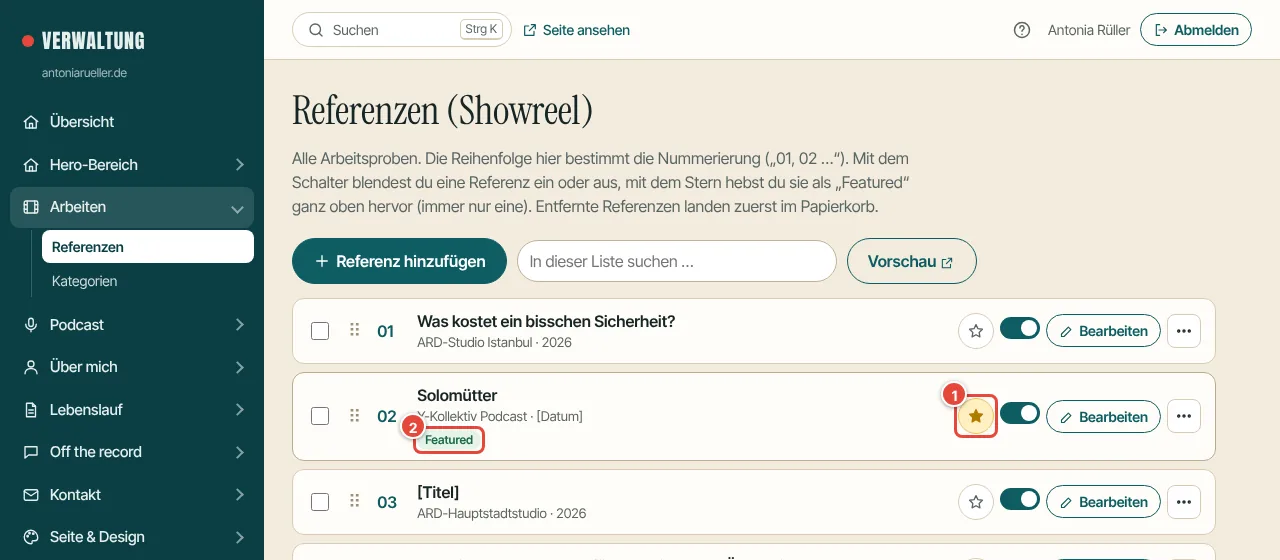 VERWALTUNG
antoniarueller.de
Übersicht
Hero-Bereich
Arbeiten
Referenzen
Kategorien
Podcast
Über mich
Lebenslauf
Off the record
Kontakt
Seite & Design
Suchen
Strg K
Seite ansehen
Antonia Rüller
Abmelden
Referenzen (Showreel)
Alle Arbeitsproben. Die Reihenfolge hier bestimmt die Nummerierung („01, 02 …“). Mit dem
Schalter blendest du eine Referenz ein oder aus, mit dem Stern hebst du sie als „Featured“
ganz oben hervor (immer nur eine). Entfernte Referenzen landen zuerst im Papierkorb.
+ Referenz hinzufügen
In dieser Liste suchen …
Vorschau
01
Was kostet ein bisschen Sicherheit?
ARD-Studio Istanbul · 2026
Bearbeiten
02
Solomütter
Y-Kollektiv Podcast · [Datum]
2
Featured
1
Bearbeiten
03
[Titel]
ARD-Hauptstadtstudio · 2026
Bearbeiten